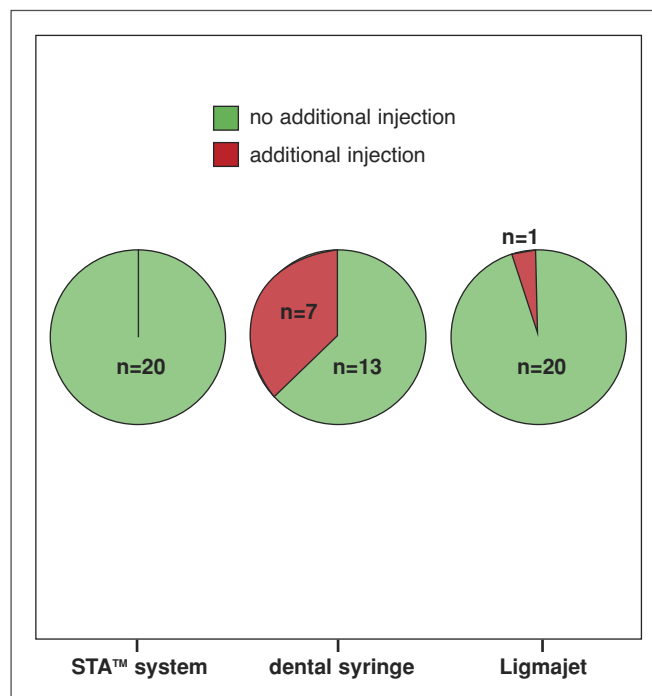 no additional injection
additional injection
n=1
n=7
n=20
n=13
n=20
STA™ system
dental syringe
Ligmajet